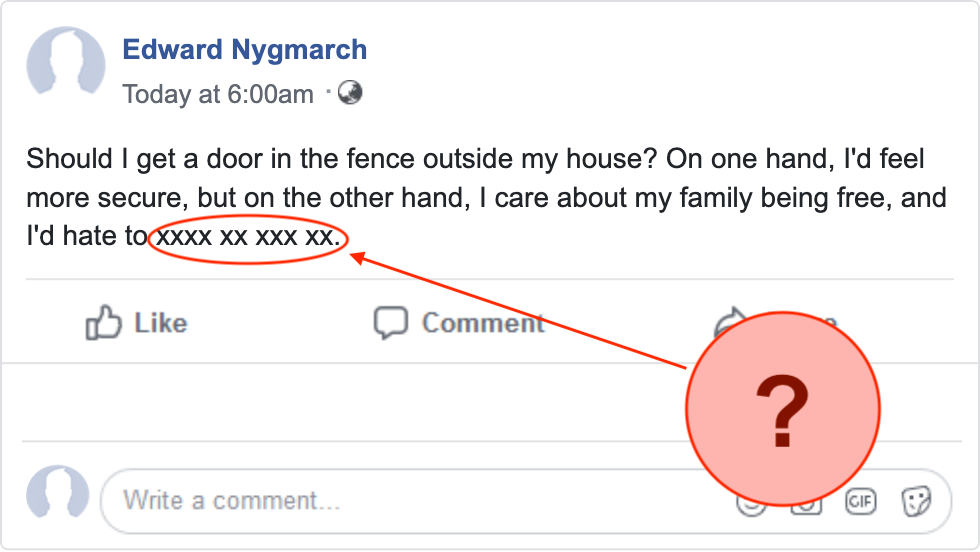 Edward Nygmarch
Today at 6:00am ·
Should I get a door in the fence outside my house? On one hand, I'd feel
more secure, but on the other hand, I care about my family being free, and
I'd hate to xxxx xx xxx xx.
Like
Comment
?
Write a comment...
GIF